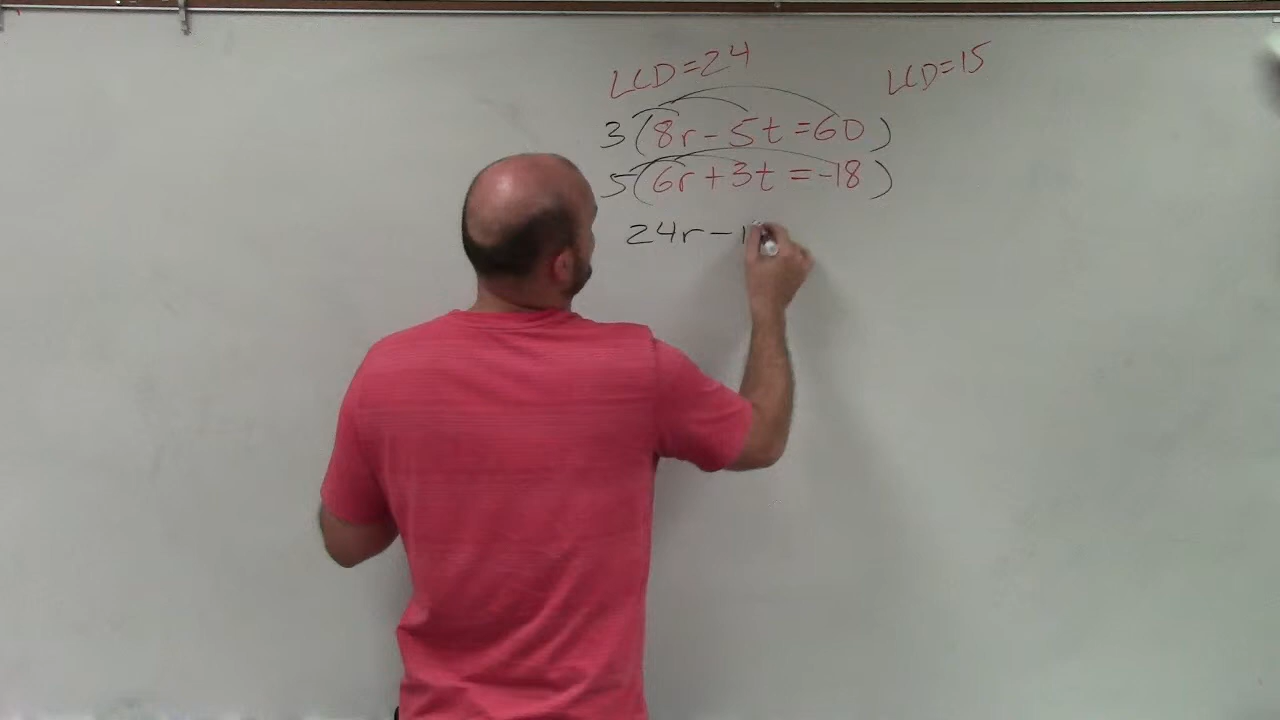 LCD=24 LCD=15
3(8r-5t=60)
5(6r+3t=-18)
24r-1